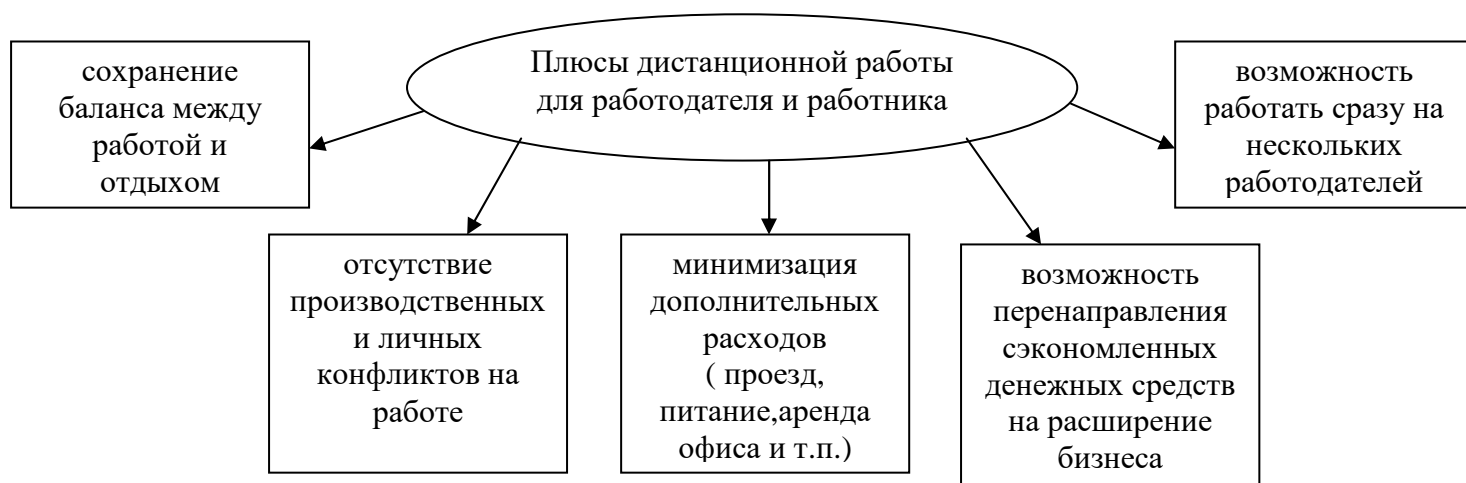 Плюсы дистанционной работы
для работодателя и работника
сохранение
баланса между
работой и
отдыхом
отсутствие
производственных
и личных
конфликтов на
работе
минимизация
дополнительных
расходов
( проезд,
питание,аренда
офиса и т.п.)
возможность
перенаправления
сэкономленных
денежных средств
на расширение
бизнеса
возможность
работать сразу на
нескольких
работодателей